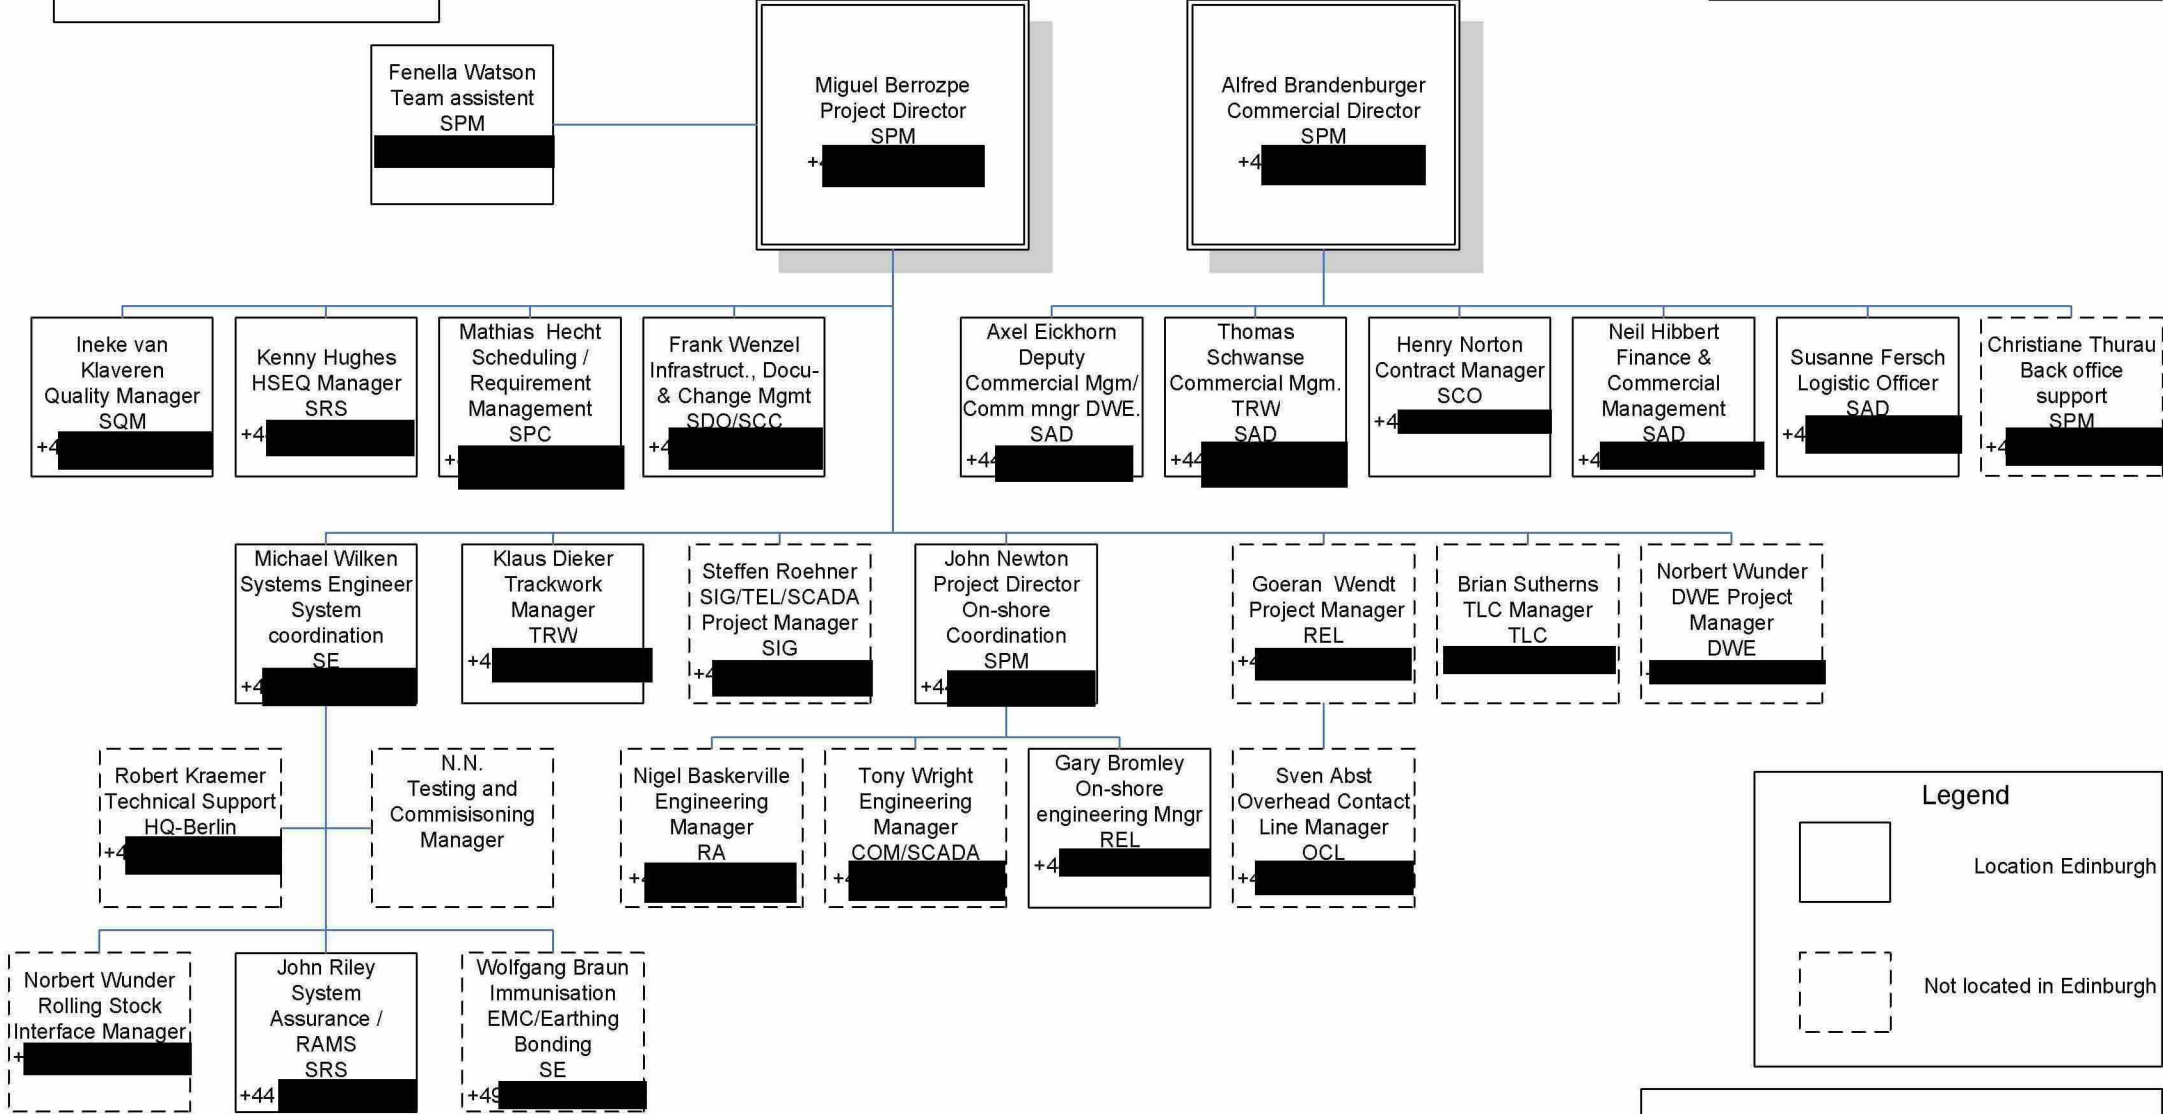 Fenella Watson
Team assistent
SPM
Miguel Berrozpe
Project Director
SPM
+4
Alfred Brandenburger
Commercial Director
SPM
+4
Ineke van
Klaveren
Quality Manager
SQM
+4
Kenny Hughes
HSEQ Manager
SRS
+4
Mathias Hecht
Scheduling /
Requirement
Management
SPC
+
Frank Wenzel
Infrastruct., Docu-
& Change Mgmt
SDO/SCC
+4
Axel Eickhorn
Deputy
Commercial Mgm/
Comm mngr DWE.
SAD
+44
Thomas
Schwanse
Commercial Mgm.
TRW
SAD
+44
Henry Norton
Contract Manager
SCO
+4
Neil Hibbert
Finance &
Commercial
Management
SAD
+4
Susanne Fersch
Logistic Officer
SAD
+4
Christiane Thurau
Back office
support
SPM
+4
Michael Wilken
Systems Engineer
System
coordination
SE
+4
Klaus Dieker
Trackwork
Manager
TRW
+4
Steffen Roehner
SIG/TEL/SCADA
Project Manager
SIG
+4
John Newton
Project Director
On-shore
Coordination
SPM
+44
Goeran Wendt
Project Manager
REL
+4
Brian Sutherns
TLC Manager
TLC
Norbert Wunder
DWE Project
Manager
DWE
Robert Kraemer
Technical Support
HQ-Berlin
+4
N.N.
Testing and
Commisisoning
Manager
Nigel Baskerville
Engineering
Manager
RA
+4
Tony Wright
Engineering
Manager
COM/SCADA
+4
Gary Bromley
On-shore
engineering Mngr
REL
+4
Sven Abst
Overhead Contact
Line Manager
OCL
+4
Legend
Location Edinburgh
Not located in Edinburgh
Norbert Wunder
Rolling Stock
Interface Manager
+
John Riley
System
Assurance /
RAMS
SRS
+44
Wolfgang Braun
Immunisation
EMC/Earthing
Bonding
SE
+49